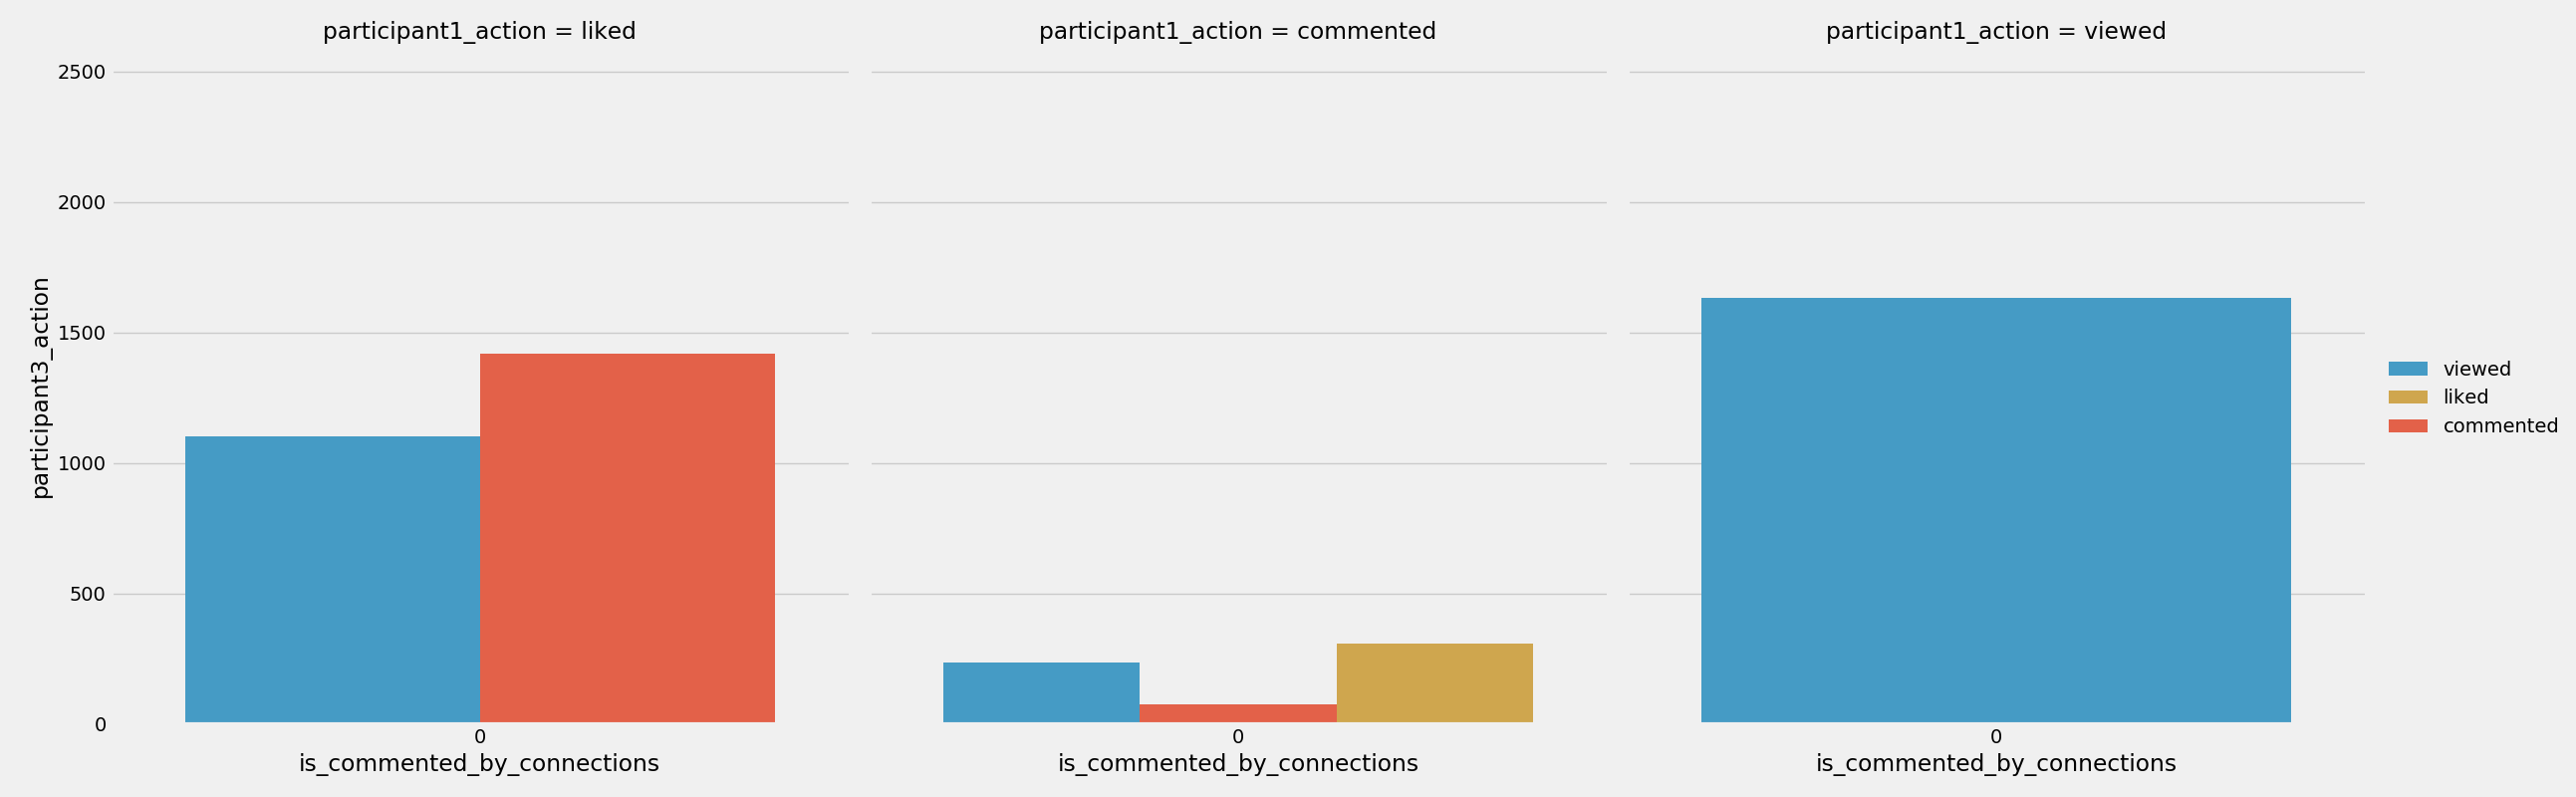 participant1_action = liked
participant1_action = commented
participant1_action = viewed
participant3_action
2500
2000
1500
1000
500
0
0
0
0
is_commented_by_connections
is_commented_by_connections
is_commented_by_connections
viewed
liked
commented